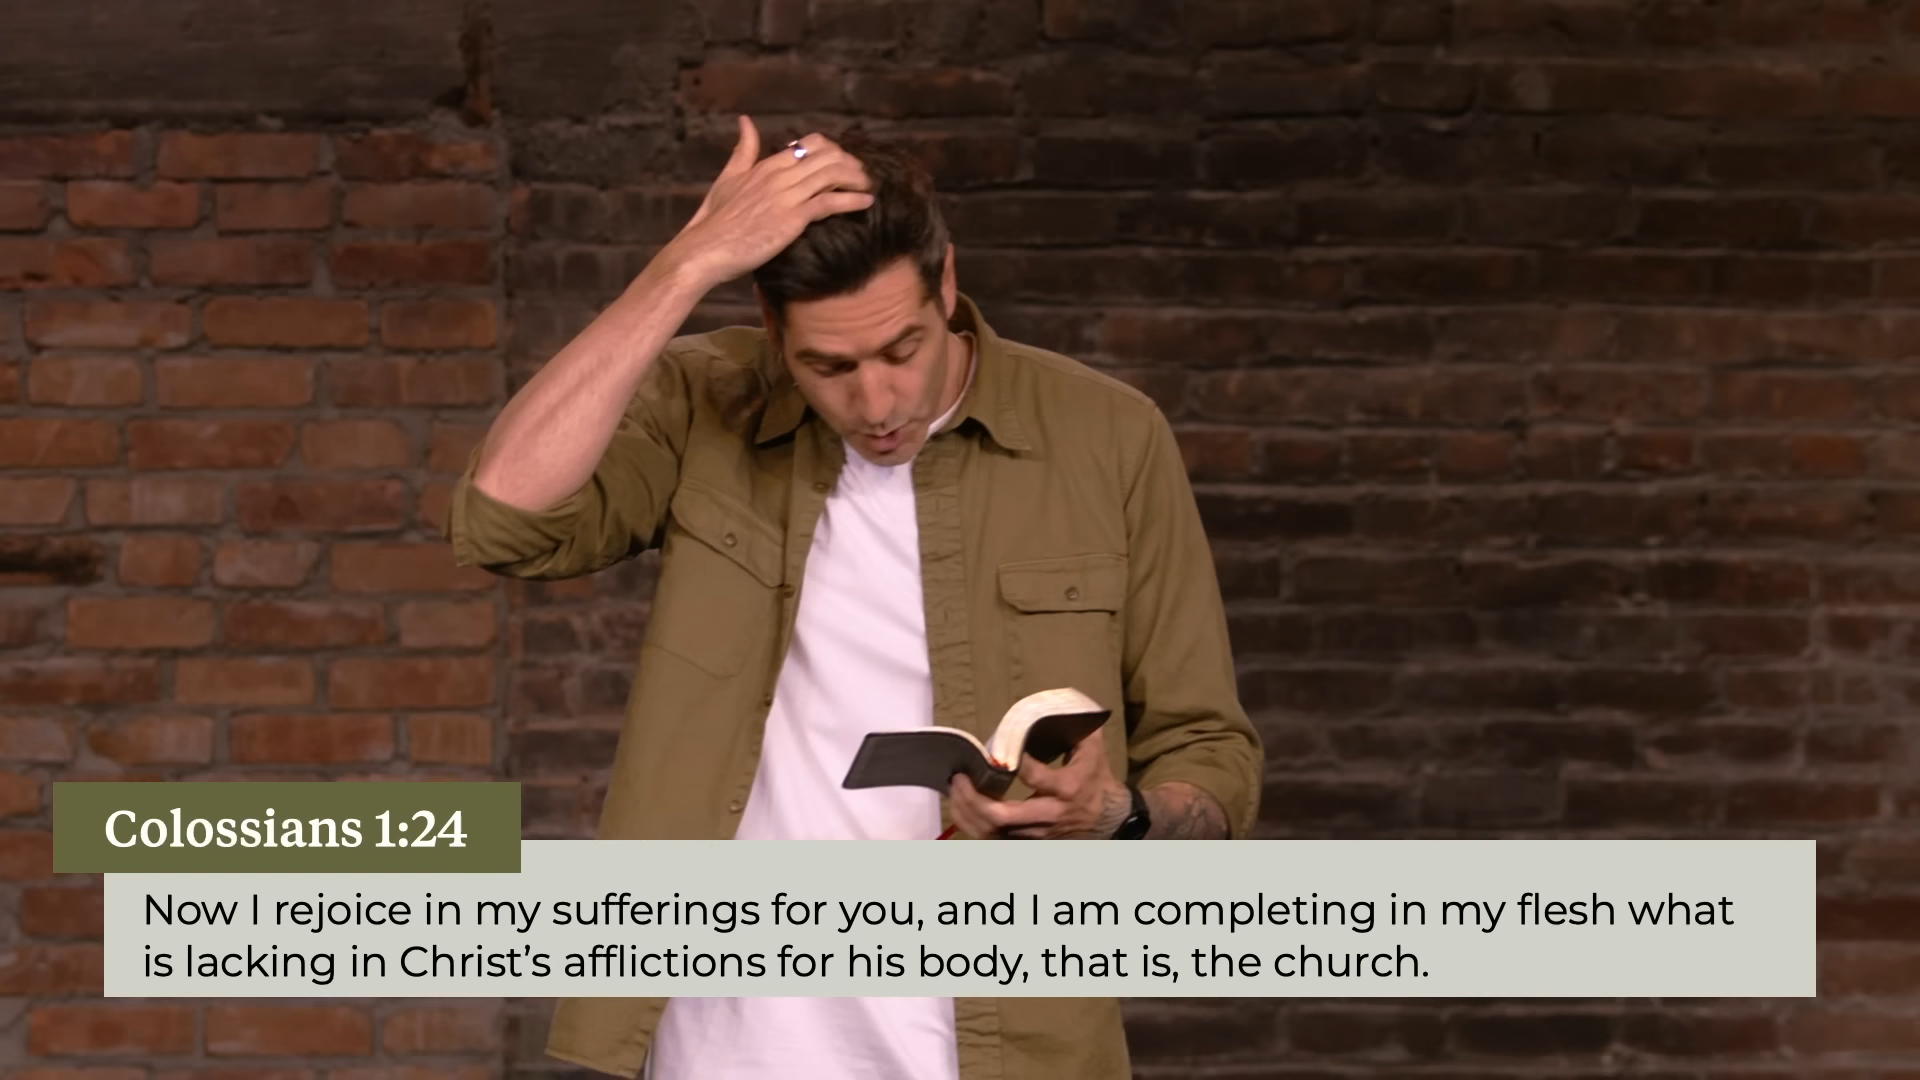 Colossians 1:24
Now I rejoice in my sufferings for you, and I am completing in my flesh what
is lacking in Christ’s afflictions for his body, that is, the church.